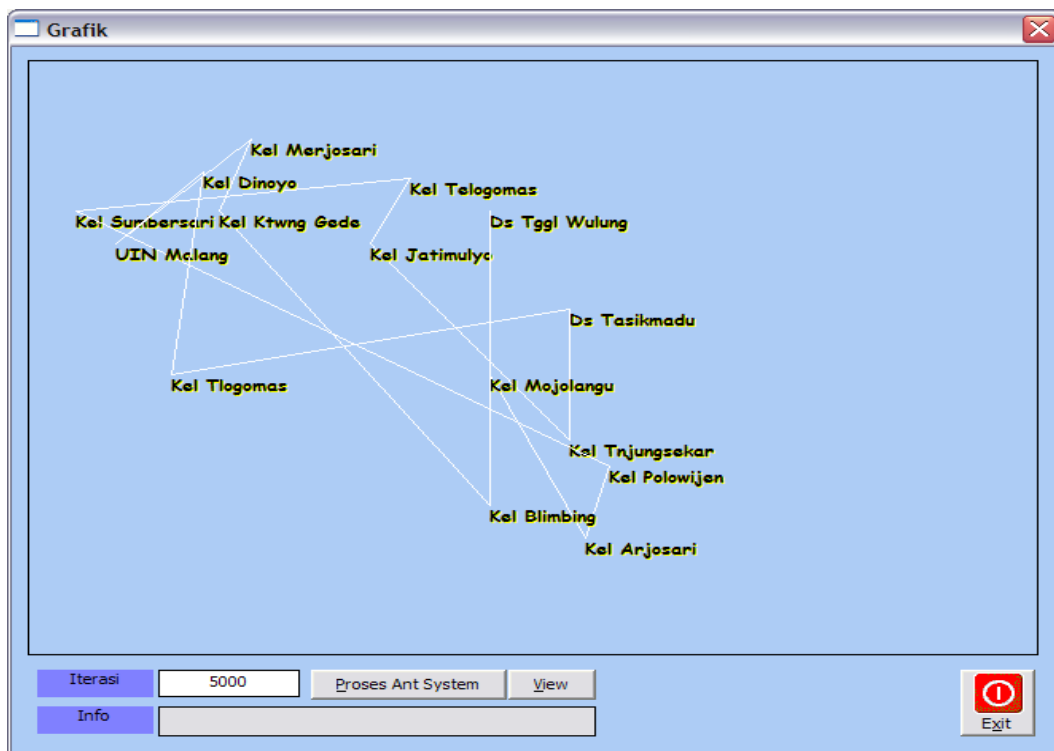 Grafik
Kel Merjosari
Kel Dinoyo
Kel Telogomas
Kel Sumbersari
Kel Ktwng Gede
Ds Tggl Wulung
UIN Malang
Kel Jatimulyo
Ds Tasikmadu
Kel Tlogomas
Kel Mojolangu
Kel Tnjungsekar
Kel Polowijen
Kel Blimbing
Kel Arjosari
Iterasi
5000
Proses Ant System
View
Info
Exit